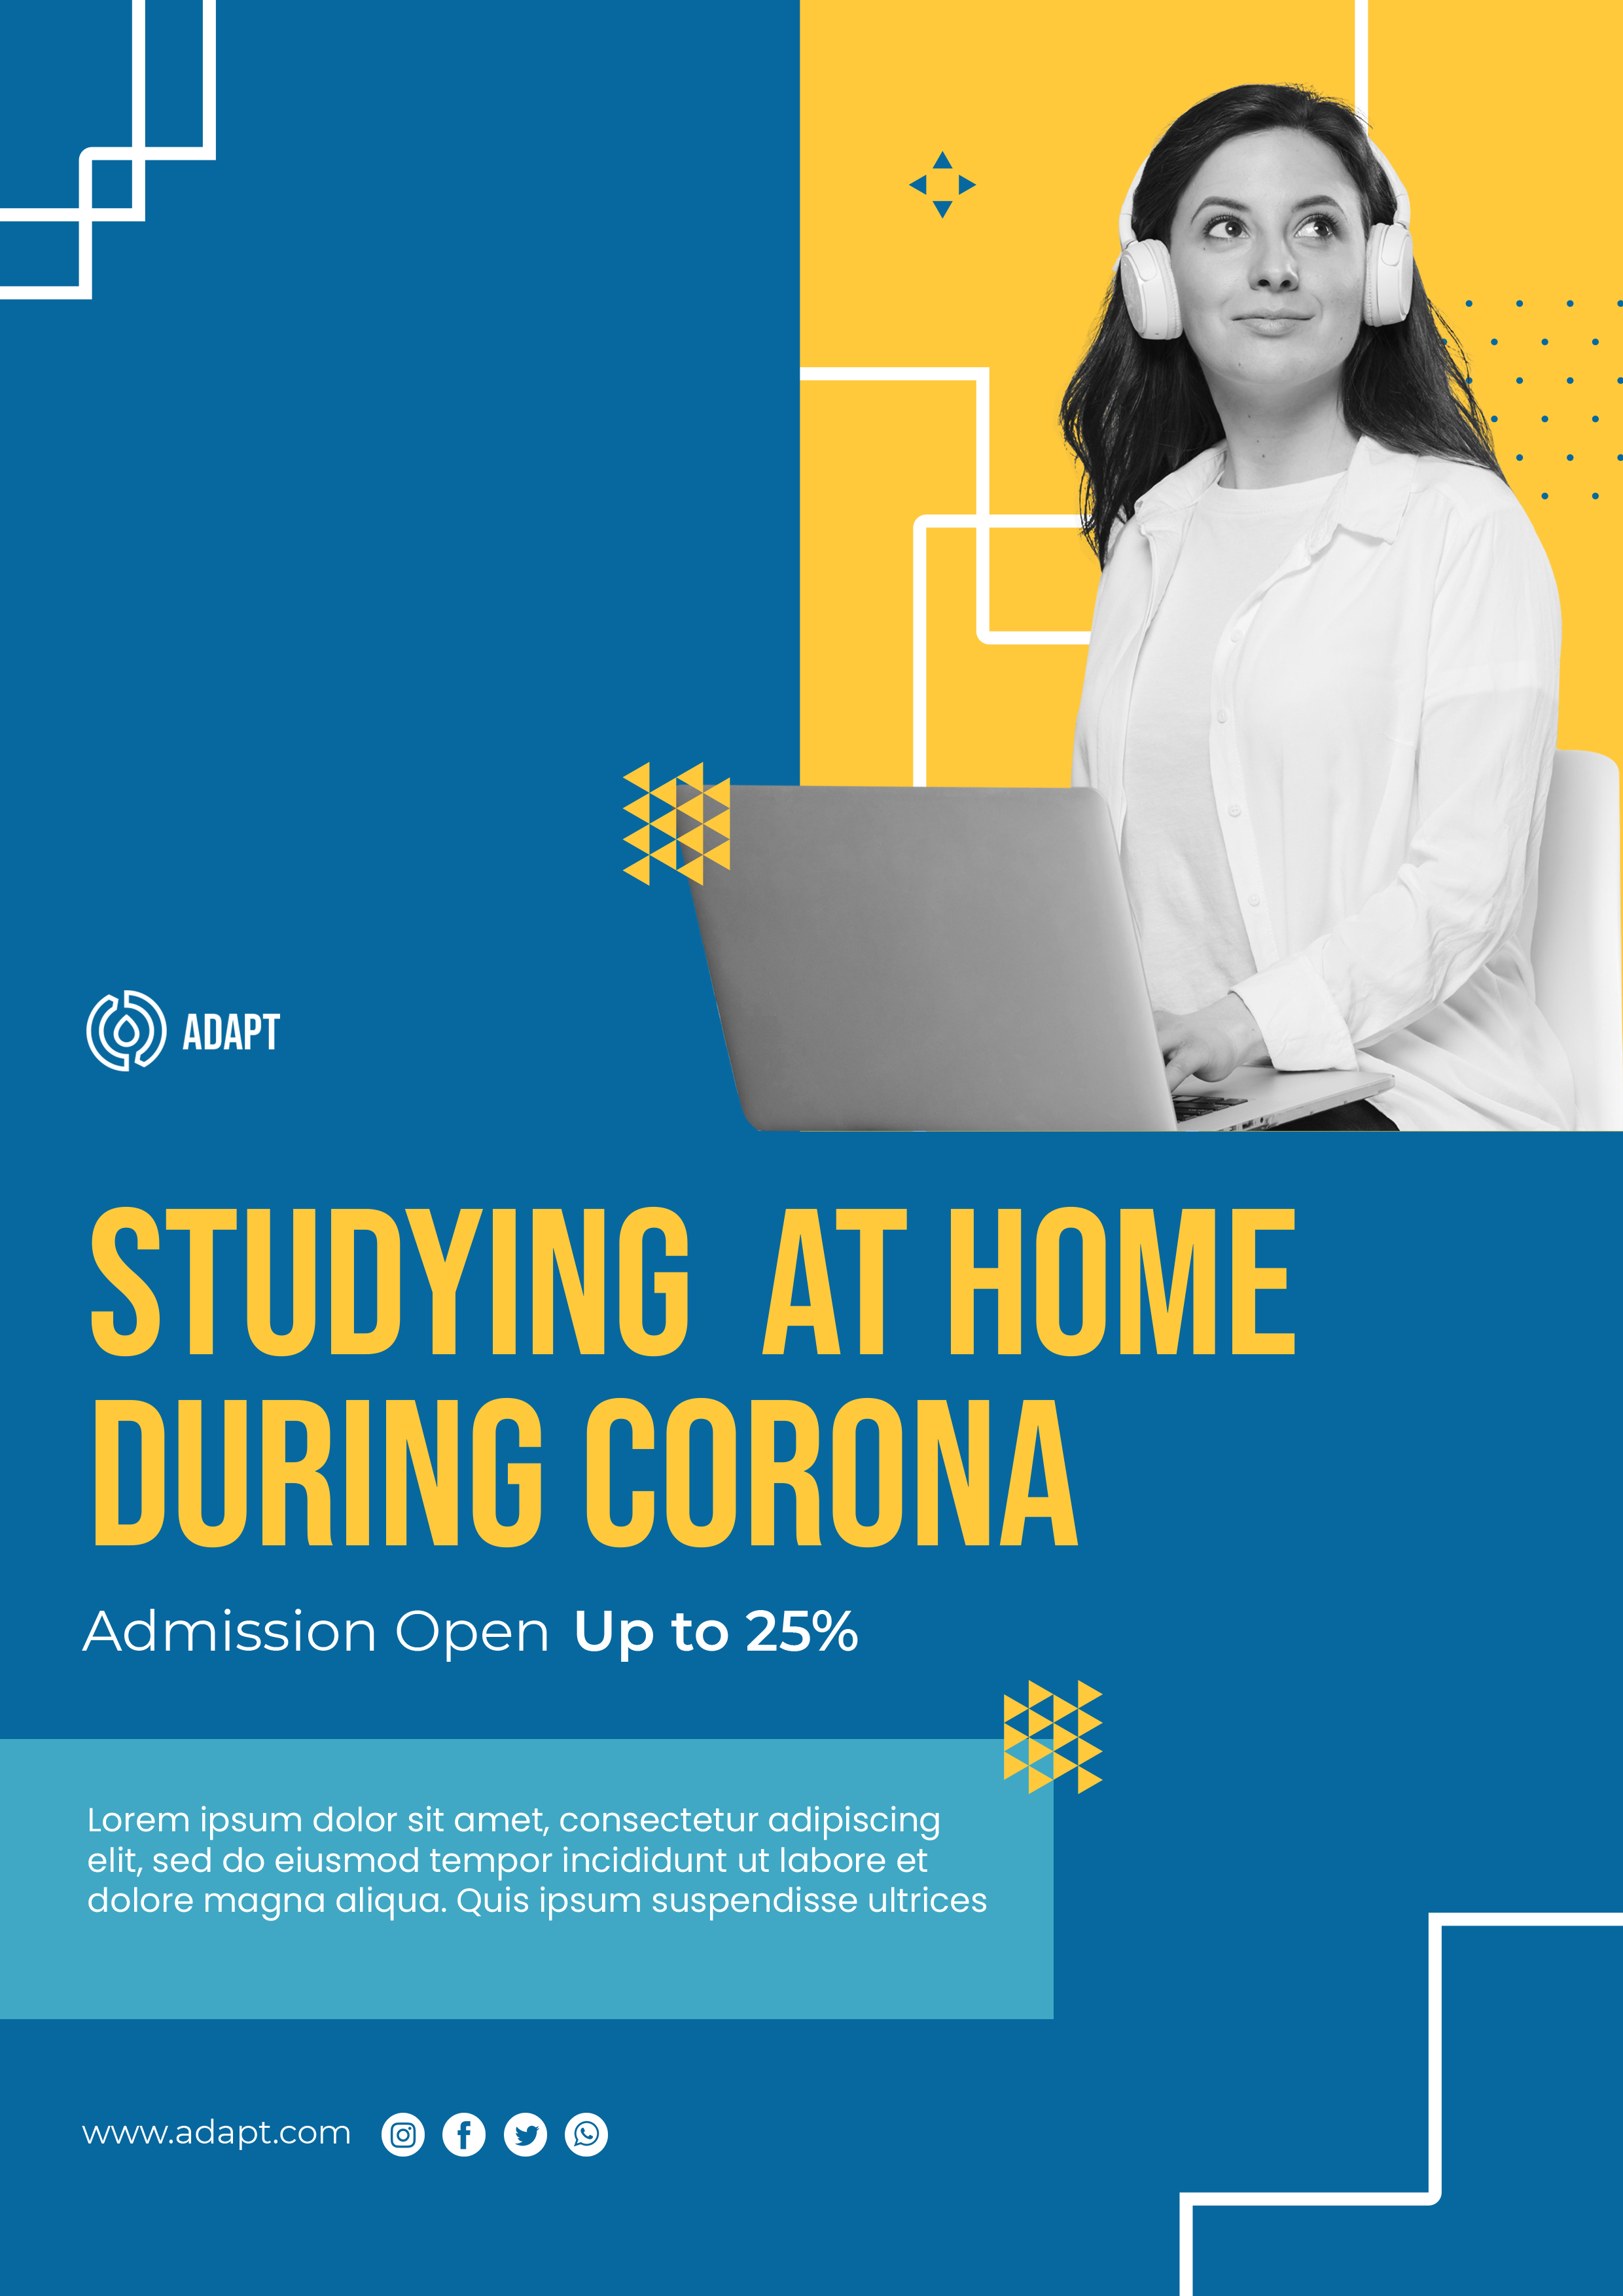 ADAPT
STUDYING AT HOME
DURING CORONA
Admission Open Up to 25%
Lorem ipsum dolor sit amet, consectetur adipiscing
elit, sed do eiusmod tempor incididunt ut labore et
dolore magna aliqua. Quis ipsum suspendisse ultrices
www.adapt.com